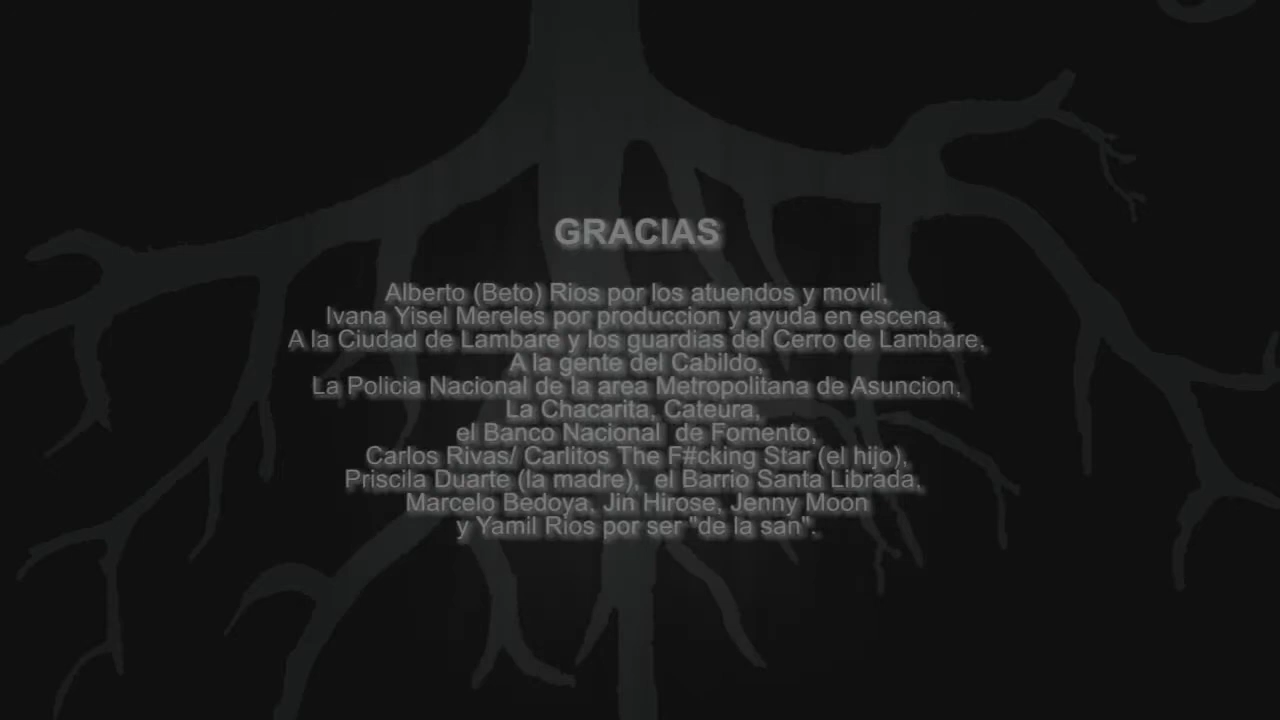 GRACIAS
Alberto (Beto) Rios por los atuendos y movil,
Ivana Yisel Mereles por produccion y ayuda en escena,
A la Ciudad de Lambare y los guardias del Cerro de Lambare,
A la gente del Cabildo,
La Policia Nacional de la area Metropolitana de Asuncion,
La Chacarita, Cateura,
el Banco Nacional  de Fomento,
Carlos Rivas/ Carlitos The F#cking Star (el hijo),
Priscila Duarte (la madre),  el Barrio Santa Librada,
Marcelo Bedoya, Jin Hirose, Jenny Moon
y Yamil Rios por ser "de la san".